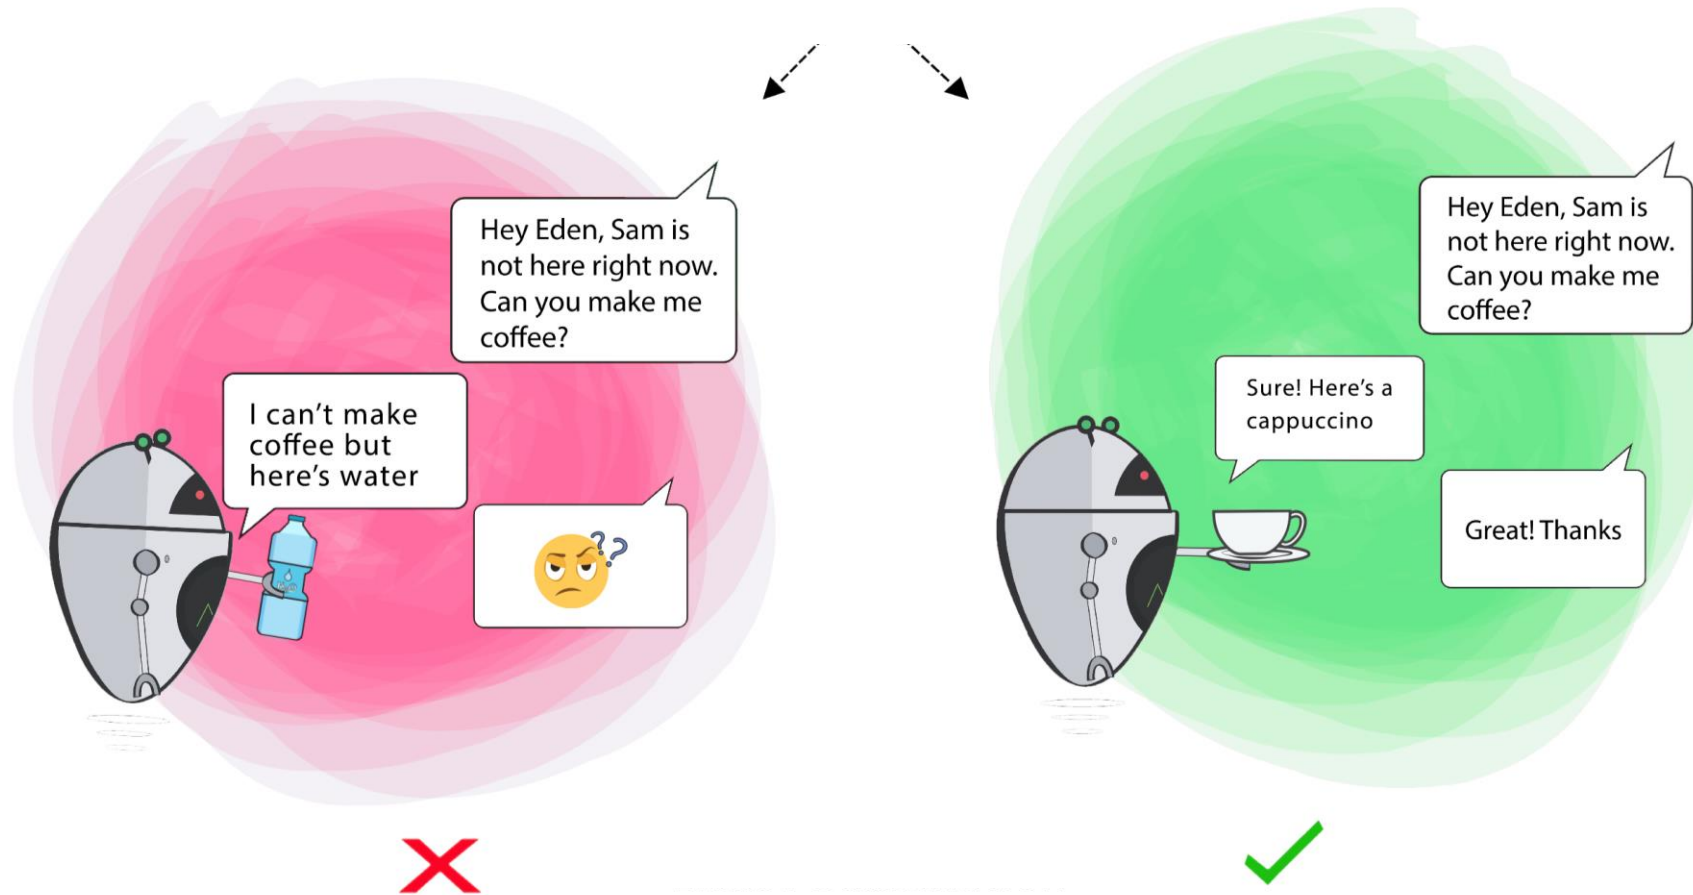 Hey Eden, Sam is
not here right now.
Can you make me
coffee?
I can’t make
coffee but
here’s water
??
Hey Eden, Sam is
not here right now.
Can you make me
coffee?
Sure! Here’s a
cappuccino
Great! Thanks